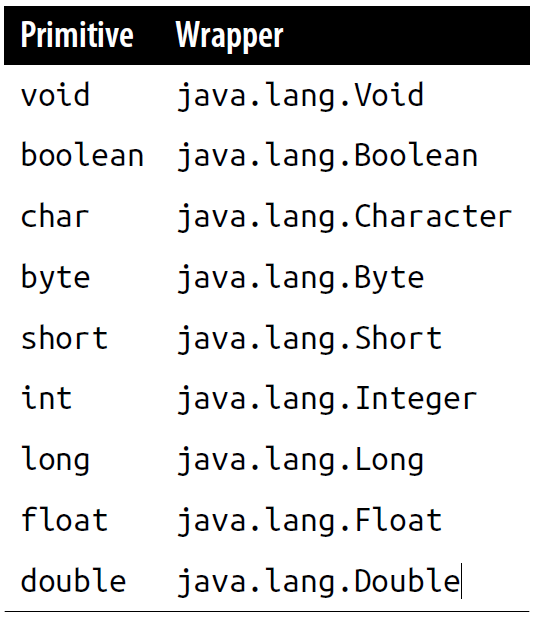 Primitive Wrapper
void java.lang.Void
boolean java.lang.Boolean
char java.lang.Character
byte java.lang.Byte
short java.lang.Short
int java.lang.Integer
long java.lang.Long
float java.lang.Float
double java.lang.Double